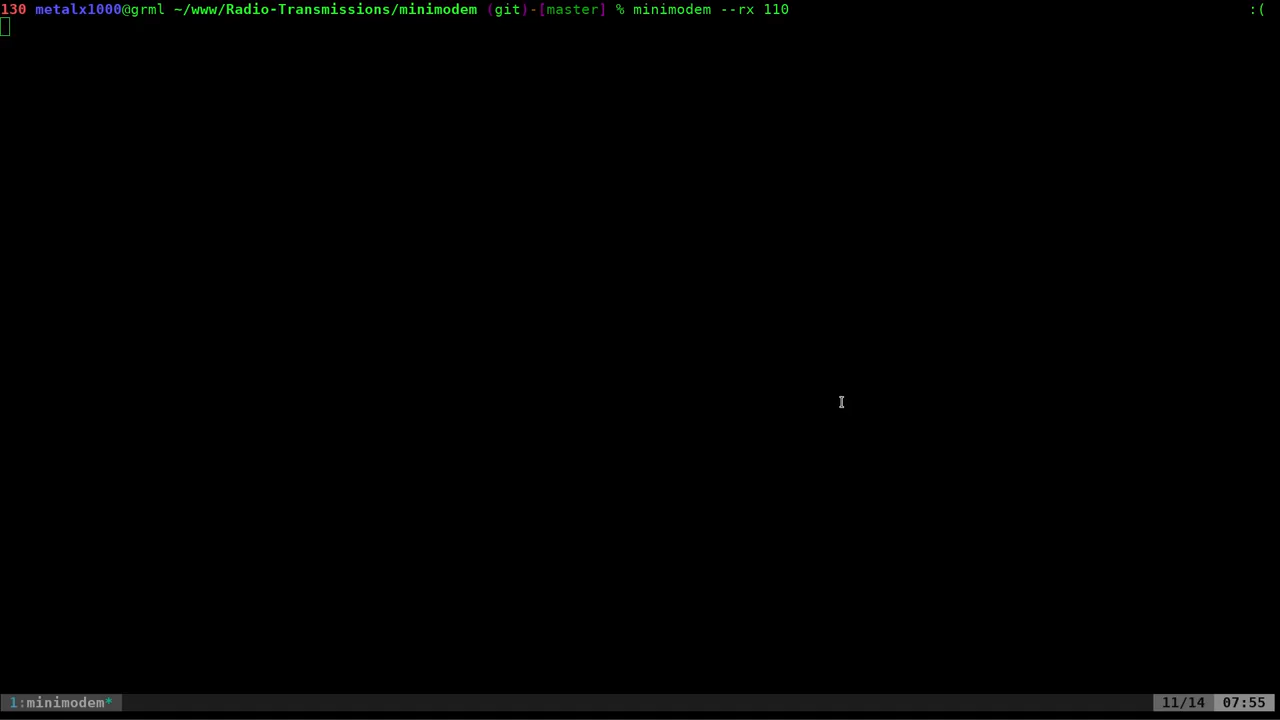 130 metalx1000@grml ~/www/Radio-Transmissions/minimodem (git)-[master] % minimodem --rx 110 :(
1:minimodem* 11/14 07:55